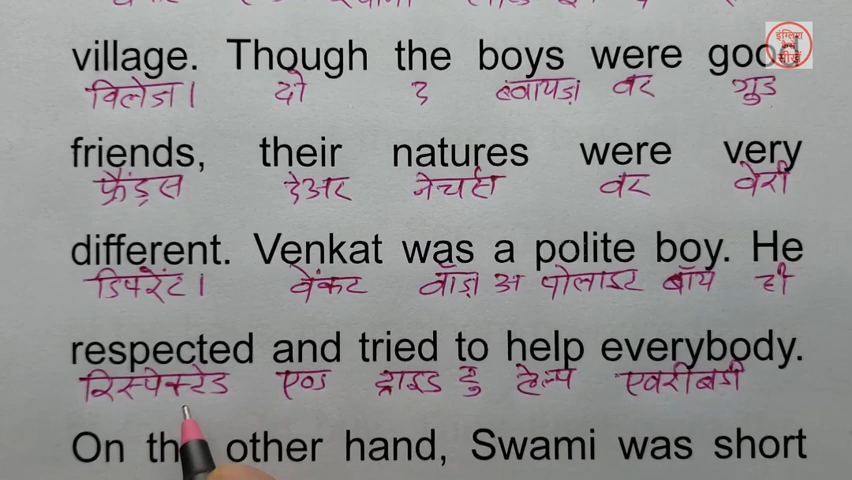 village. Though the boys were good
विलेज। दो द बवायज़ वर गूड
friends, their natures were very
फ्रैंड्स देअर नेचर्स वर वेरी
different. Venkat was a polite boy. He
डिफरेंट। वेंकट वॉज़ अ पोलाइट बॉय ही
respected and tried to help everybody.
रिस्पेक्टेड एण्ड ट्राइड टु हेल्प एवरीबडी
On the other hand, Swami was short
इंग्लिश
सीखें